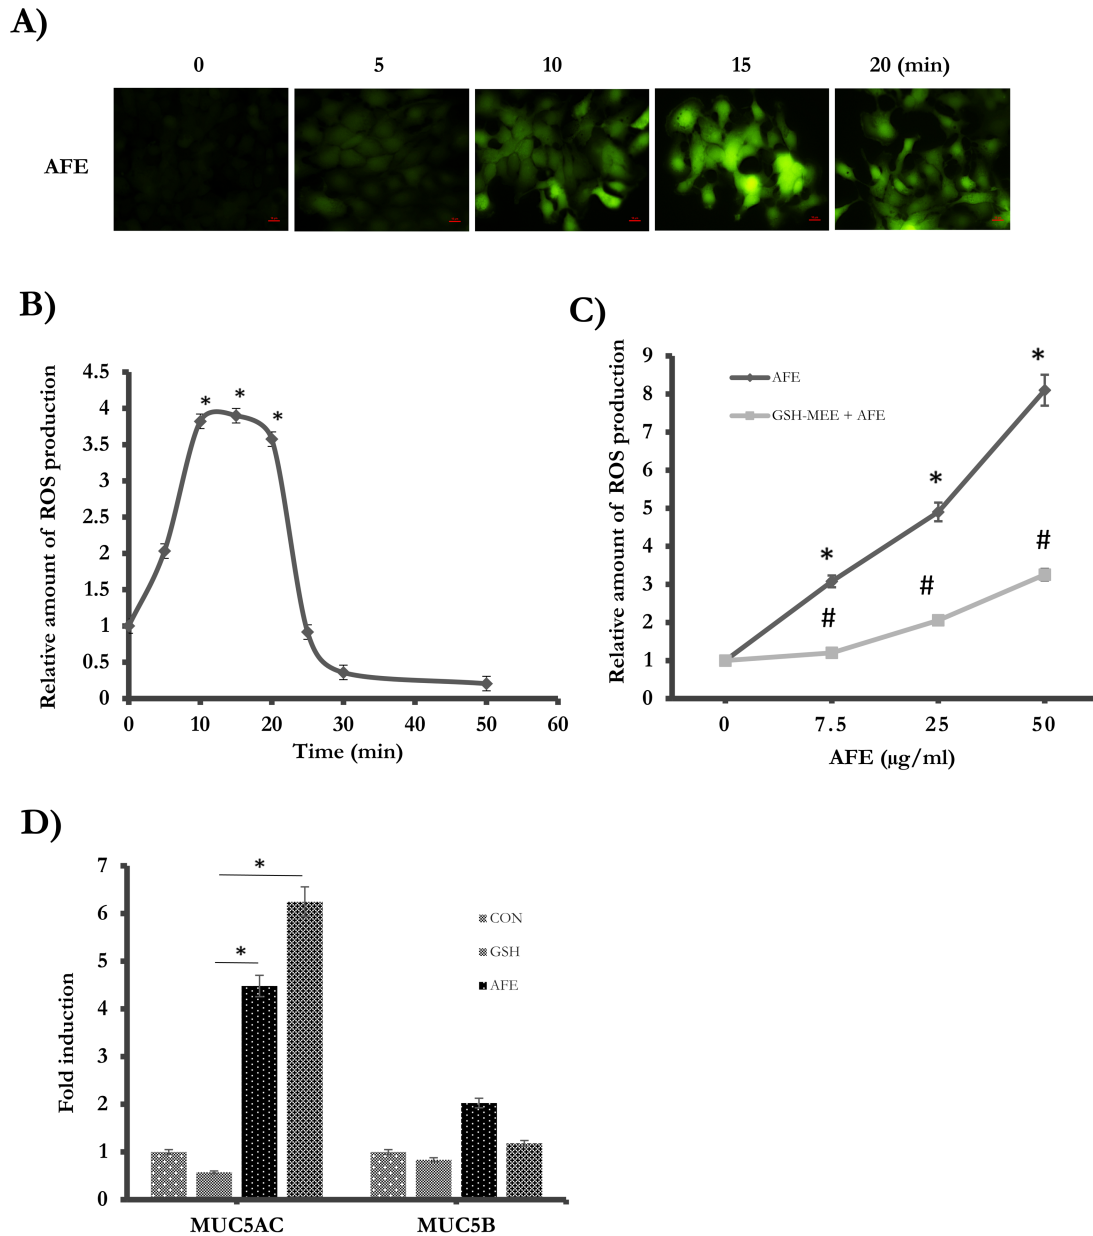 A)
0 5 10 15 20 (min)
AFE
B)
Relative amount of ROS production
4.5
4
3.5
3
2.5
2
1.5
1
0.5
0
* * *
0 10 20 30 40 50 60
Time (min)
C)
Relative amount of ROS production
9
8
7
6
5
4
3
2
1
0
AFE
GSH-MEE + AFE
* * *
# # #
0 7.5 25 50
AFE (µg/ml)
D)
Fold induction
7
6
5
4
3
2
1
0
*
*
CON
GSH
AFE
MUC5AC MUC5B